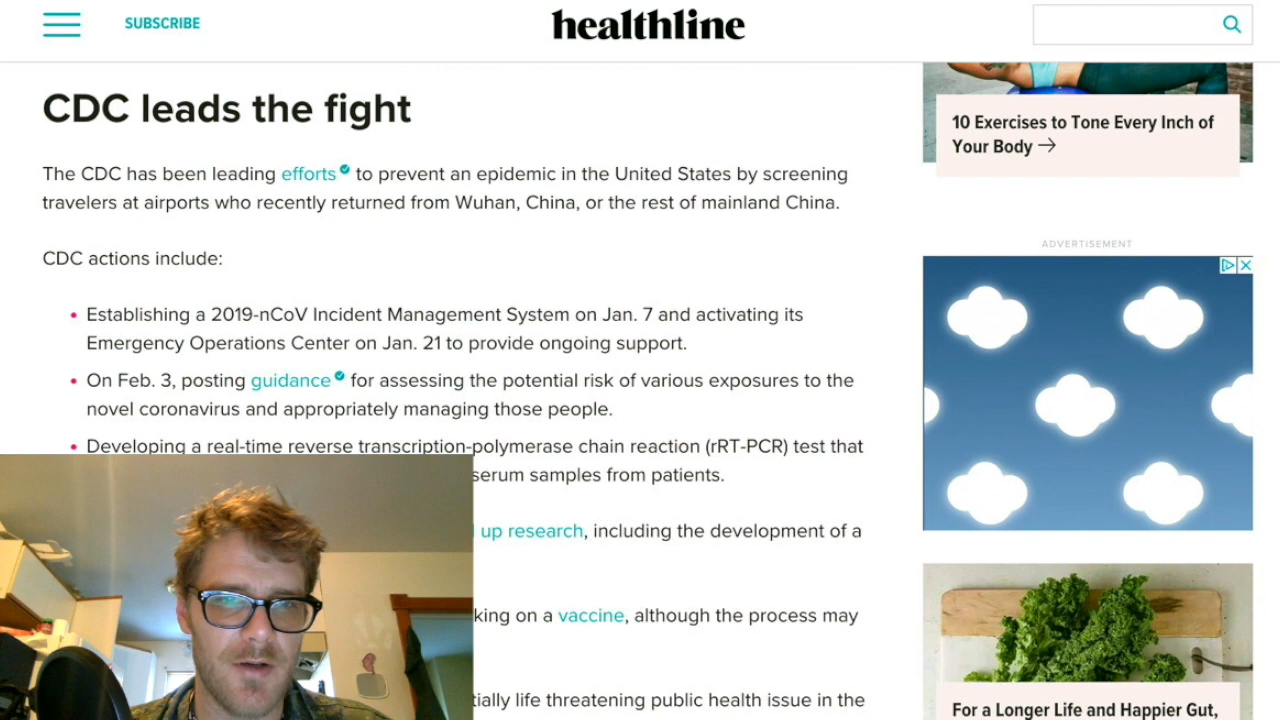 SUBSCRIBE
healthline
CDC leads the fight
The CDC has been leading efforts to prevent an epidemic in the United States by screening
travelers at airports who recently returned from Wuhan, China, or the rest of mainland China.
CDC actions include:
Establishing a 2019-nCoV Incident Management System on Jan. 7 and activating its
Emergency Operations Center on Jan. 21 to provide ongoing support.
On Feb. 3, posting guidance for assessing the potential risk of various exposures to the
novel coronavirus and appropriately managing those people.
Developing a real-time reverse transcription-polymerase chain reaction (rRT-PCR) test that
serum samples from patients.
up research, including the development of a
king on a vaccine, although the process may
tially life threatening public health issue in the
10 Exercises to Tone Every Inch of
Your Body →
ADVERTISEMENT
For a Longer Life and Happier Gut,